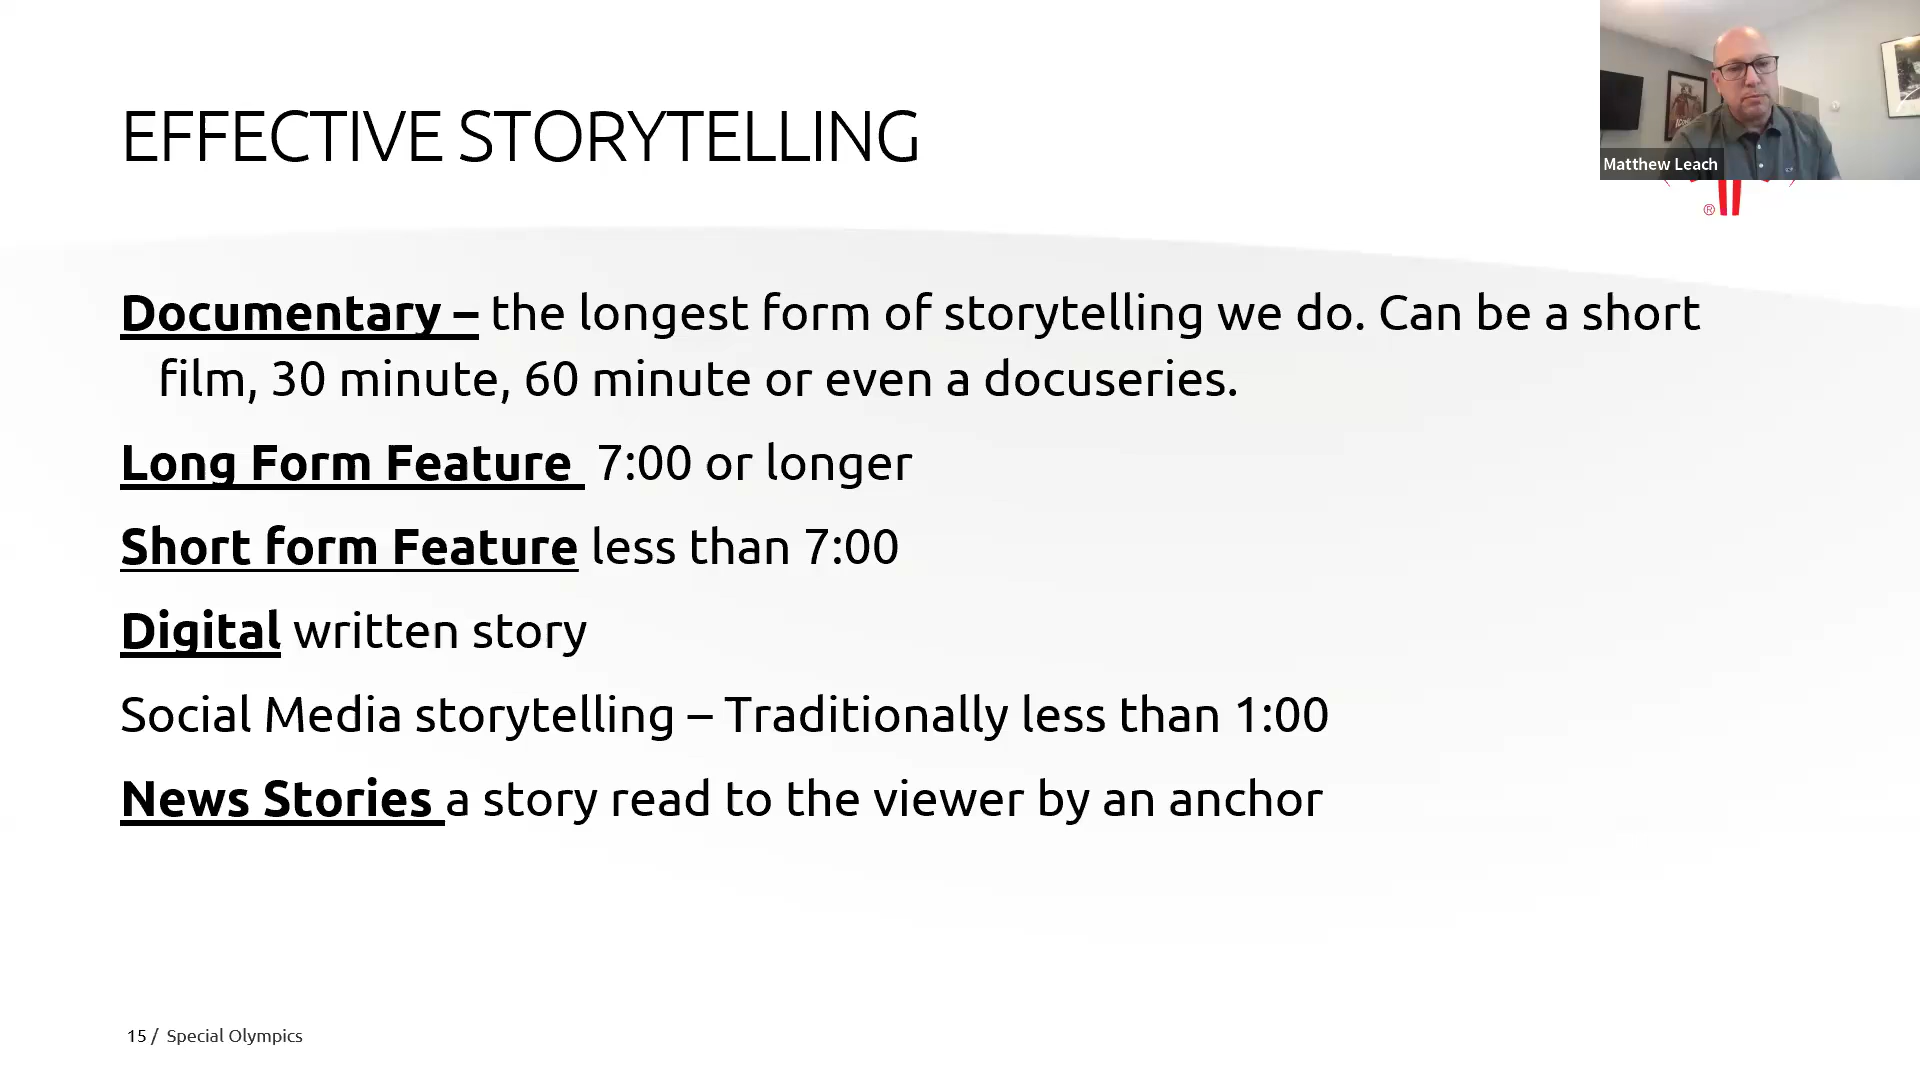 EFFECTIVE STORYTELLING
Matthew Leach
®
Documentary – the longest form of storytelling we do. Can be a short
film, 30 minute, 60 minute or even a docuseries.
Long Form Feature 7:00 or longer
Short form Feature less than 7:00
Digital written story
Social Media storytelling – Traditionally less than 1:00
News Stories a story read to the viewer by an anchor
15 / Special Olympics